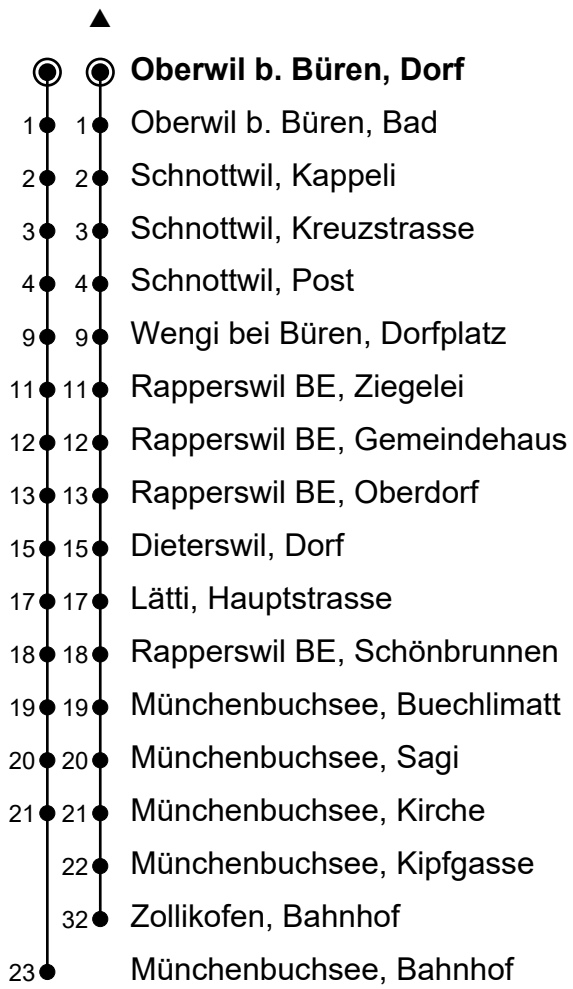 ▲
Oberwil b. Büren, Dorf
1 1 Oberwil b. Büren, Bad
2 2 Schnottwil, Kappeli
3 3 Schnottwil, Kreuzstrasse
4 4 Schnottwil, Post
9 9 Wengi bei Büren, Dorfplatz
11 11 Rapperswil BE, Ziegelei
12 12 Rapperswil BE, Gemeindehaus
13 13 Rapperswil BE, Oberdorf
15 15 Dieterswil, Dorf
17 17 Lätti, Hauptstrasse
18 18 Rapperswil BE, Schönbrunnen
19 19 Münchenbuchsee, Buechlimatt
20 20 Münchenbuchsee, Sagi
21 21 Münchenbuchsee, Kirche
22 Münchenbuchsee, Kipfgasse
32 Zollikofen, Bahnhof
23 Münchenbuchsee, Bahnhof